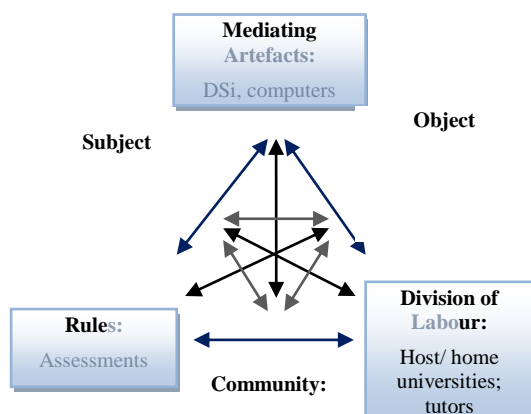 Mediating
Artefacts:
DSi, computers
Object
Subject
Rules:
Assessments
Division of
Labour:
Host/ home
universities;
tutors
Community: